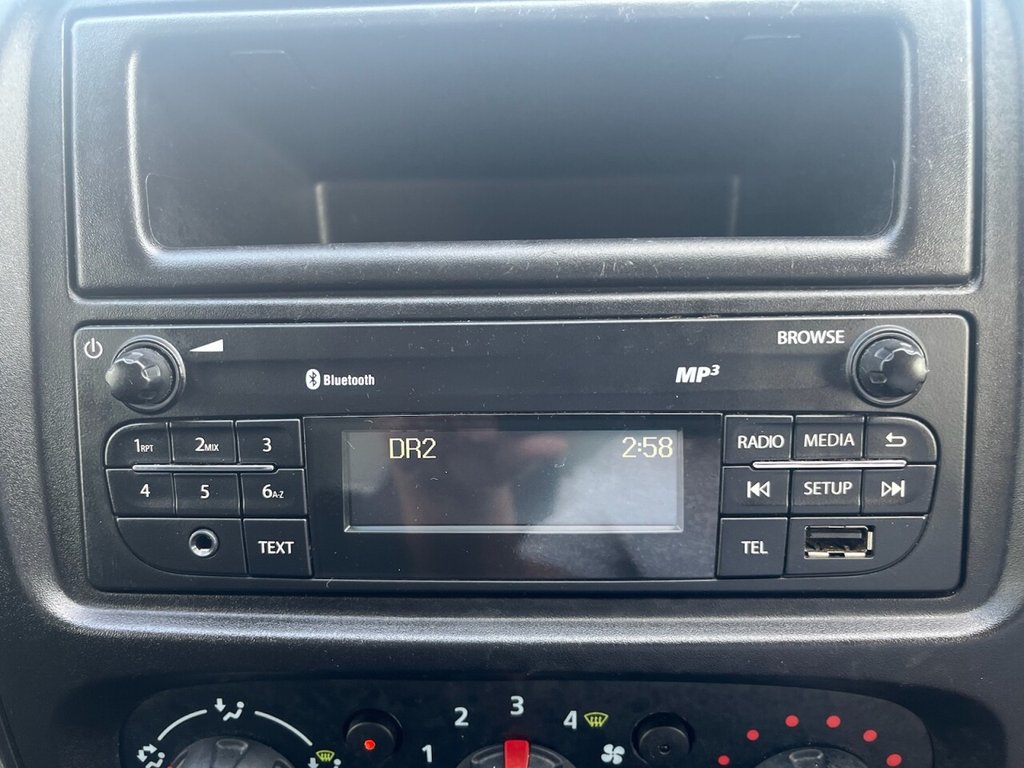 BROWSE
Bluetooth
MP3
1RPT 2MIX 3
DR2 2:58
RADIO MEDIA
4 5 6A-Z
SETUP
TEXT
TEL
1 2 3 4